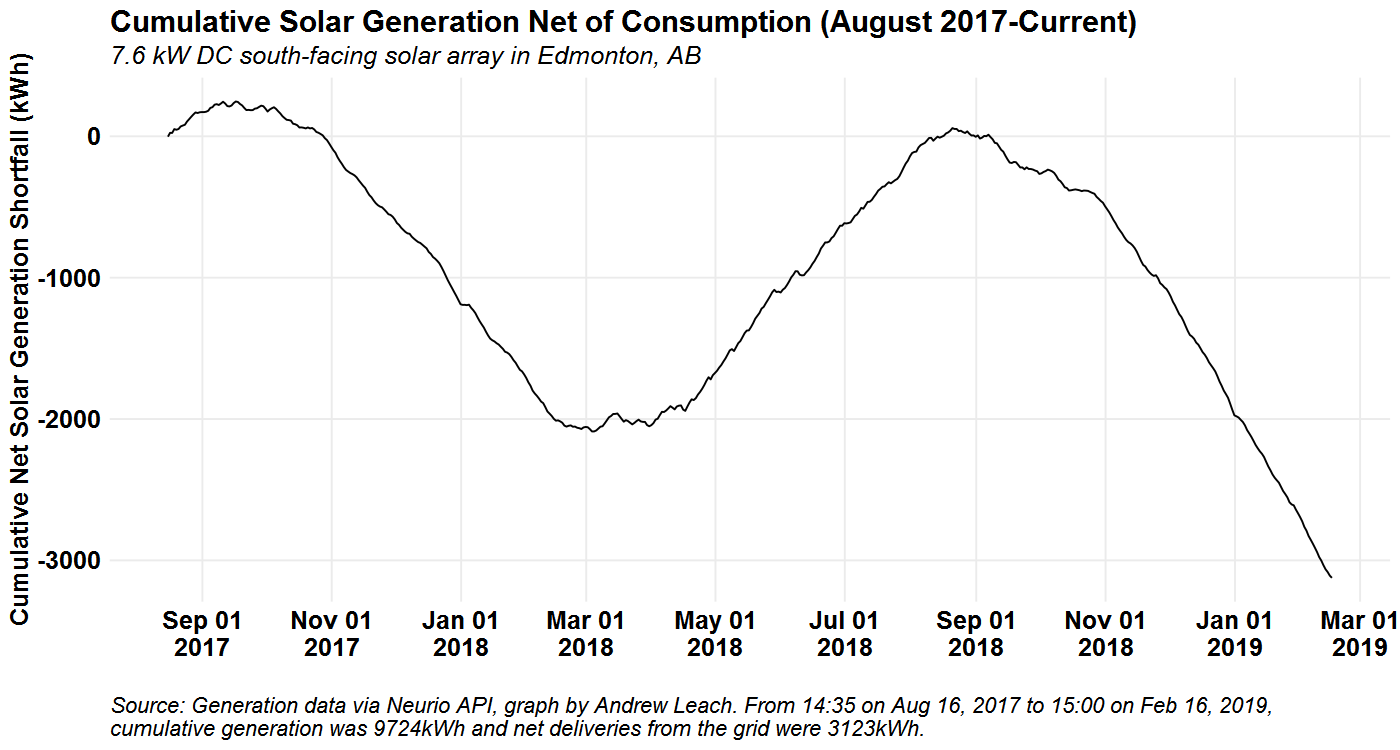 Cumulative Solar Generation Net of Consumption (August 2017-Current)
7.6 kW DC south-facing solar array in Edmonton, AB
Cumulative Net Solar Generation Shortfall (kWh)
0
-1000
-2000
-3000
Sep 01 Nov 01 Jan 01 Mar 01 May 01 Jul 01 Sep 01 Nov 01 Jan 01 Mar 01
2017 2017 2018 2018 2018 2018 2018 2018 2019 2019
Source: Generation data via Neurio API, graph by Andrew Leach. From 14:35 on Aug 16, 2017 to 15:00 on Feb 16, 2019,
cumulative generation was 9724kWh and net deliveries from the grid were 3123kWh.